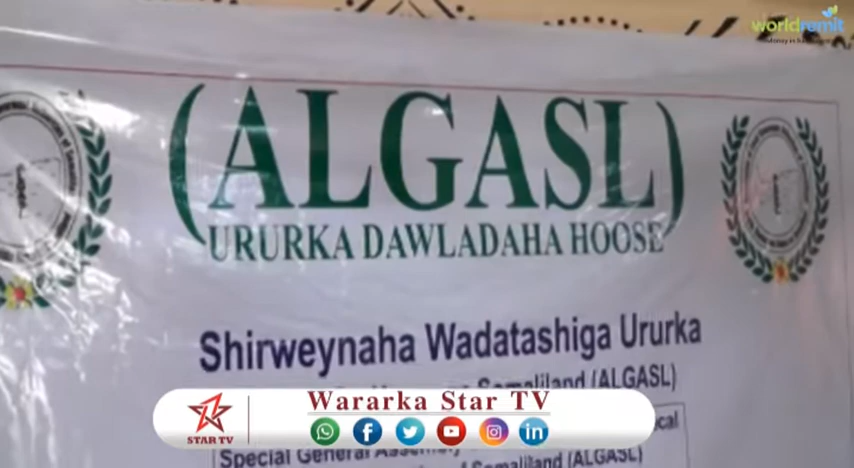 worldremit
(ALGASL)
URURKA DAWLADAHA HOOSE
Shirweynaha Wadatashiga Ururka
Somaliland (ALGASL)
Wararka Star TV
STAR TV
Special General Assembly
Somaliland (ALGASL)